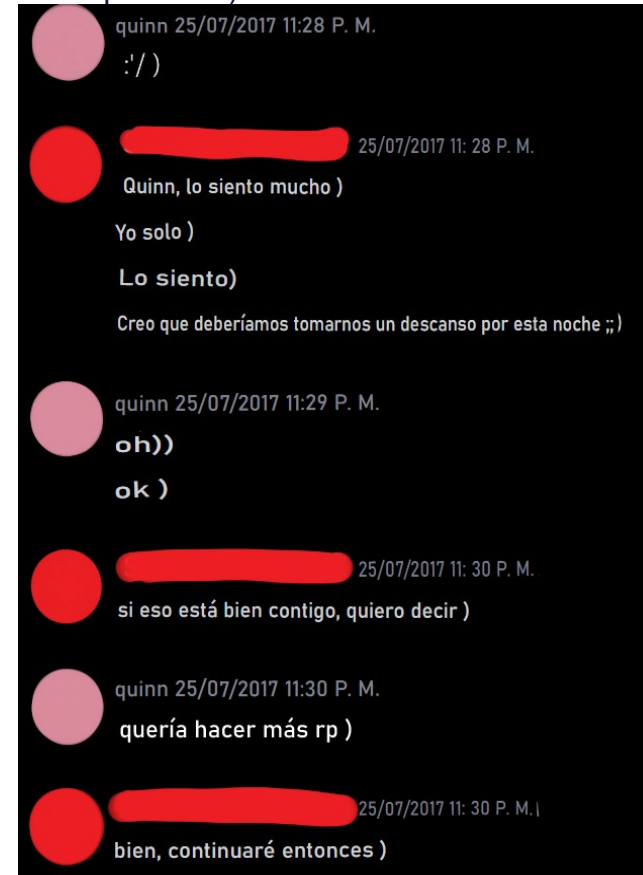 quinn 25/07/2017 11:28 P. M.
:'/ )
25/07/2017 11: 28 P. M.
Quinn, lo siento mucho )
Yo solo )
Lo siento)
Creo que deberíamos tomarnos un descanso por esta noche ;; )
quinn 25/07/2017 11:29 P. M.
oh))
ok )
25/07/2017 11: 30 P. M.
si eso está bien contigo, quiero decir )
quinn 25/07/2017 11:30 P. M.
quería hacer más rp )
25/07/2017 11: 30 P. M.
bien, continuaré entonces )